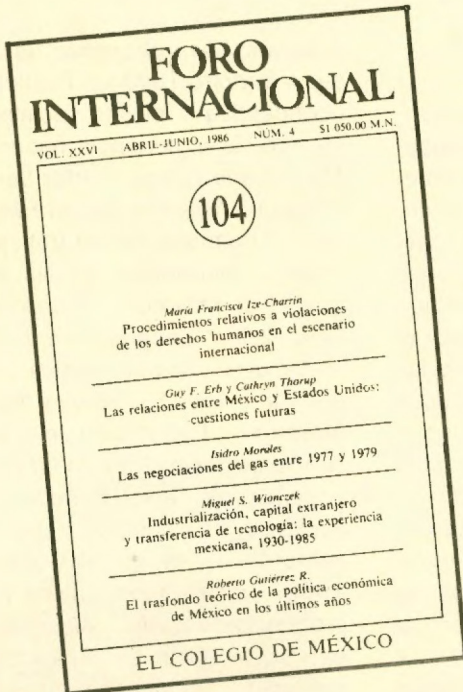 FORO
INTERNACIONAL
VOL. XXVI ABRIL-JUNIO, 1986 NÚM. 4 $1 050.00 M.N.
104
María Francisca Ize-Charrin
Procedimientos relativos a violaciones
de los derechos humanos en el escenario
internacional
Guy F. Erb y Cathryn Thorup
Las relaciones entre México y Estados Unidos:
cuestiones futuras
Isidro Morales
Las negociaciones del gas entre 1977 y 1979
Miguel S. Wionczek
Industrialización, capital extranjero
y transferencia de tecnología: la experiencia
mexicana, 1930-1985
Roberto Gutiérrez R.
El trasfondo teórico de la política económica
de México en los últimos años
EL COLEGIO DE MÉXICO